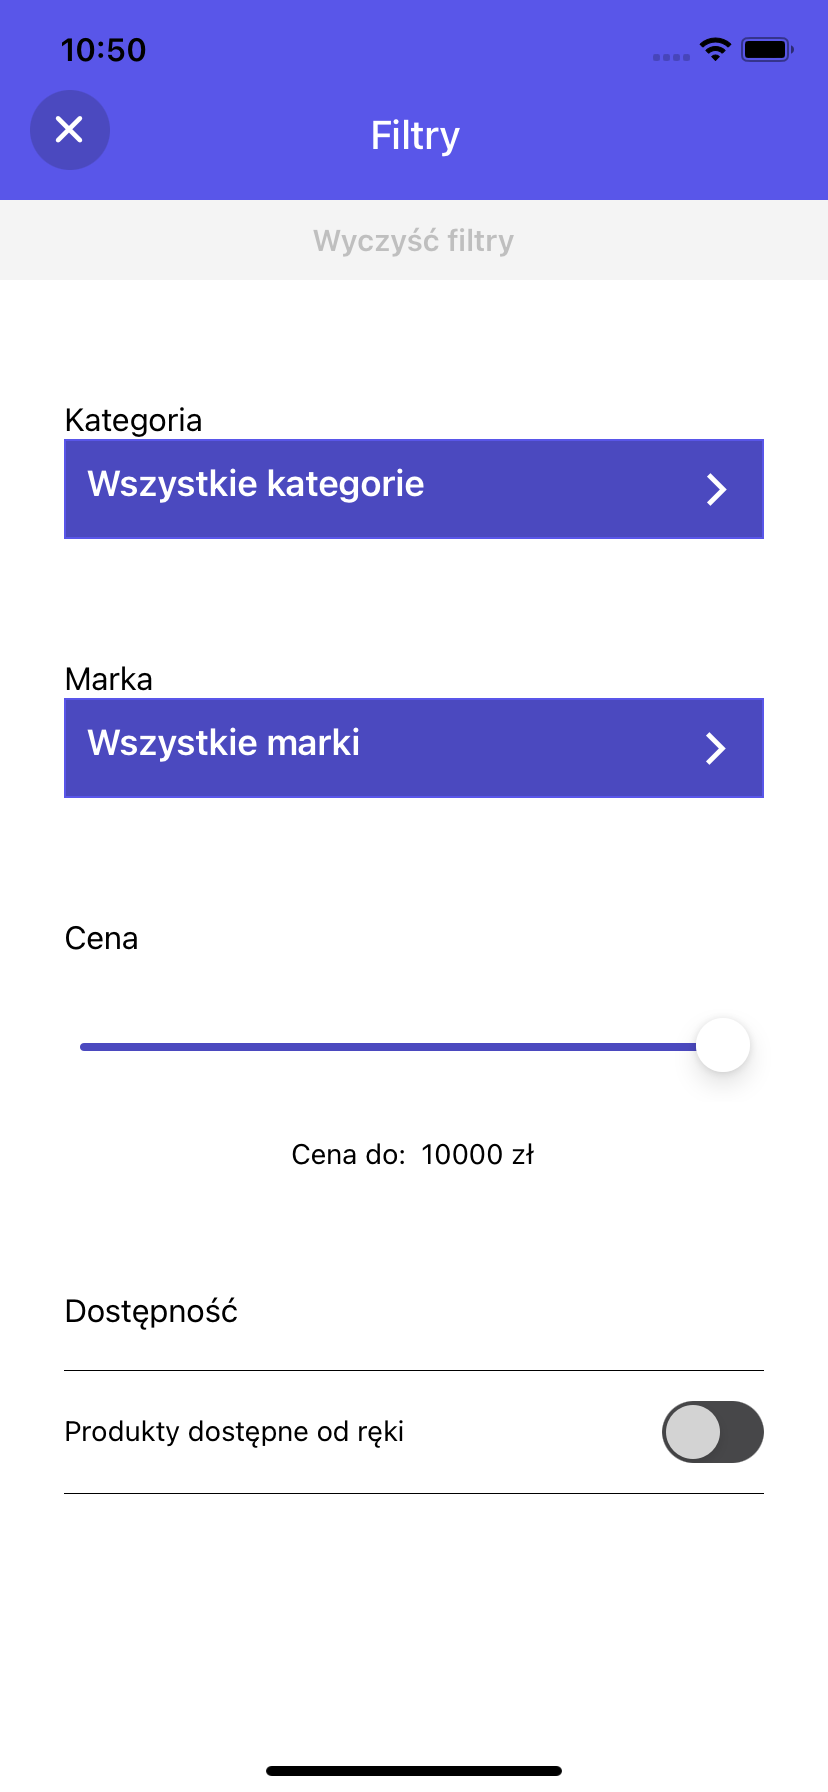 10:50
Filtry
Wyczyść filtry
Kategoria
Wszystkie kategorie
Marka
Wszystkie marki
Cena
Cena do: 10000 zł
Dostępność
Produkty dostępne od ręki